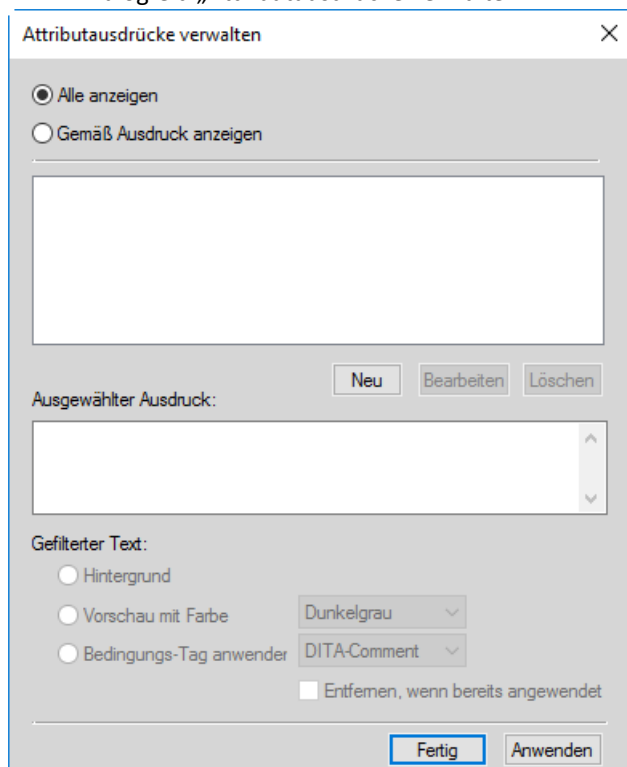 Attributausdrücke verwalten
Alle anzeigen
Gemäß Ausdruck anzeigen
Neu Bearbeiten Löschen
Ausgewählter Ausdruck:
Gefilterter Text:
Hintergrund
Vorschau mit Farbe Dunkelgrau
Bedingungs-Tag anwender DITA-Comment
Entfernen, wenn bereits angewendet
Fertig Anwenden